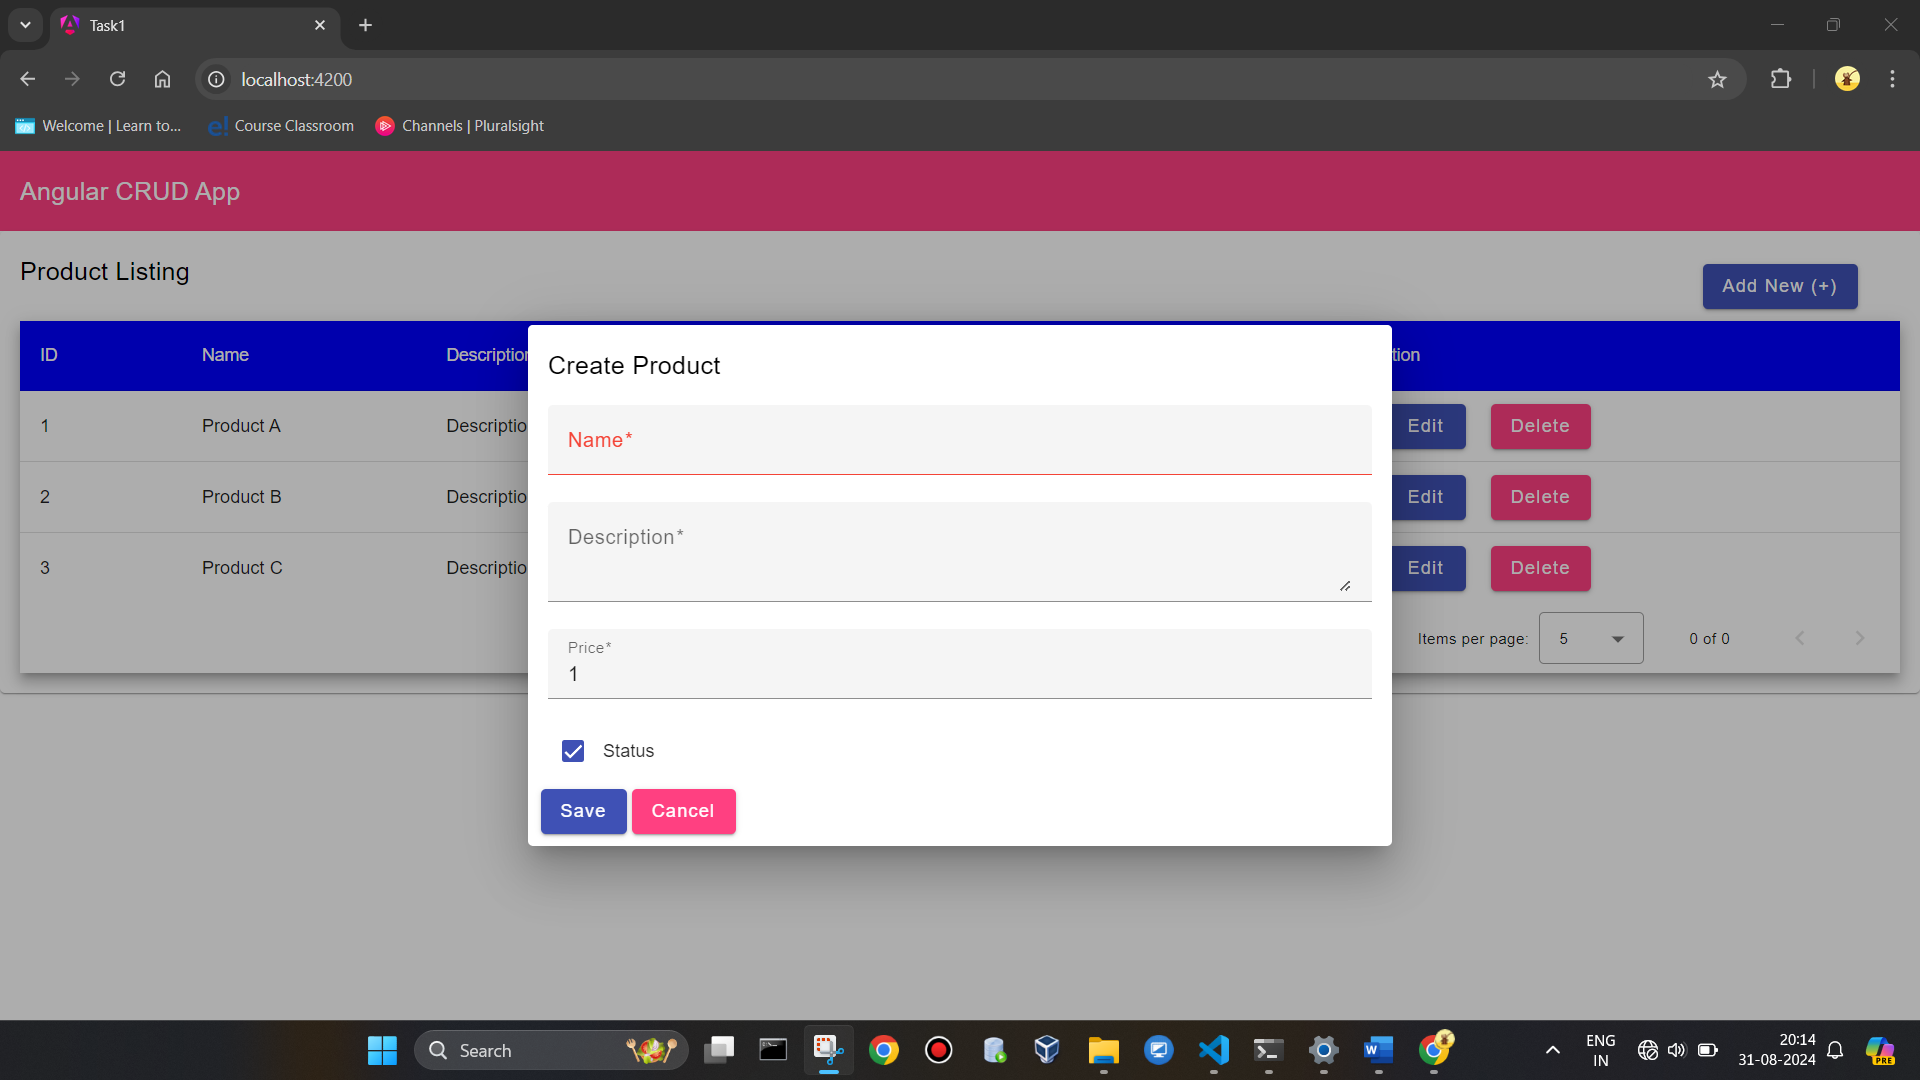 Task1
localhost:4200
Welcome | Learn to...
e! Course Classroom
Channels | Pluralsight
Angular CRUD App
Product Listing
Add New (+)
ID Name Description tion
1 Product A Descriptio Edit Delete
2 Product B Descriptio Edit Delete
3 Product C Descriptio Edit Delete
Items per page: 5 0 of 0
Create Product
Name*
Description*
Price*
1
Status
Save Cancel
Search
ENG
IN
20:14
31-08-2024
PRE